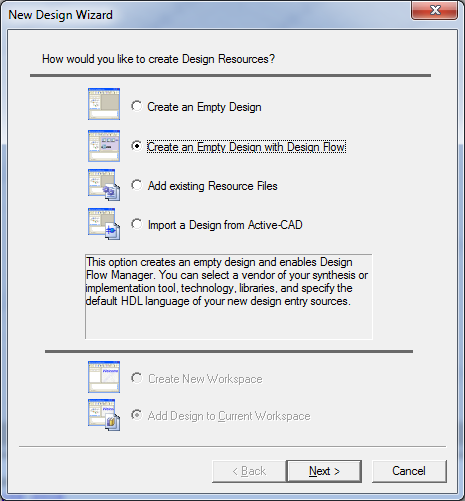 New Design Wizard
How would you like to create Design Resources?
Create an Empty Design
Create an Empty Design with Design Flow
Add existing Resource Files
Import a Design from Active-CAD
This option creates an empty design and enables Design
Flow Manager. You can select a vendor of your synthesis or
implementation tool, technology, libraries, and specify the
default HDL language of your new design entry sources.
Create New Workspace
Add Design to Current Workspace
< Back
Next >
Cancel